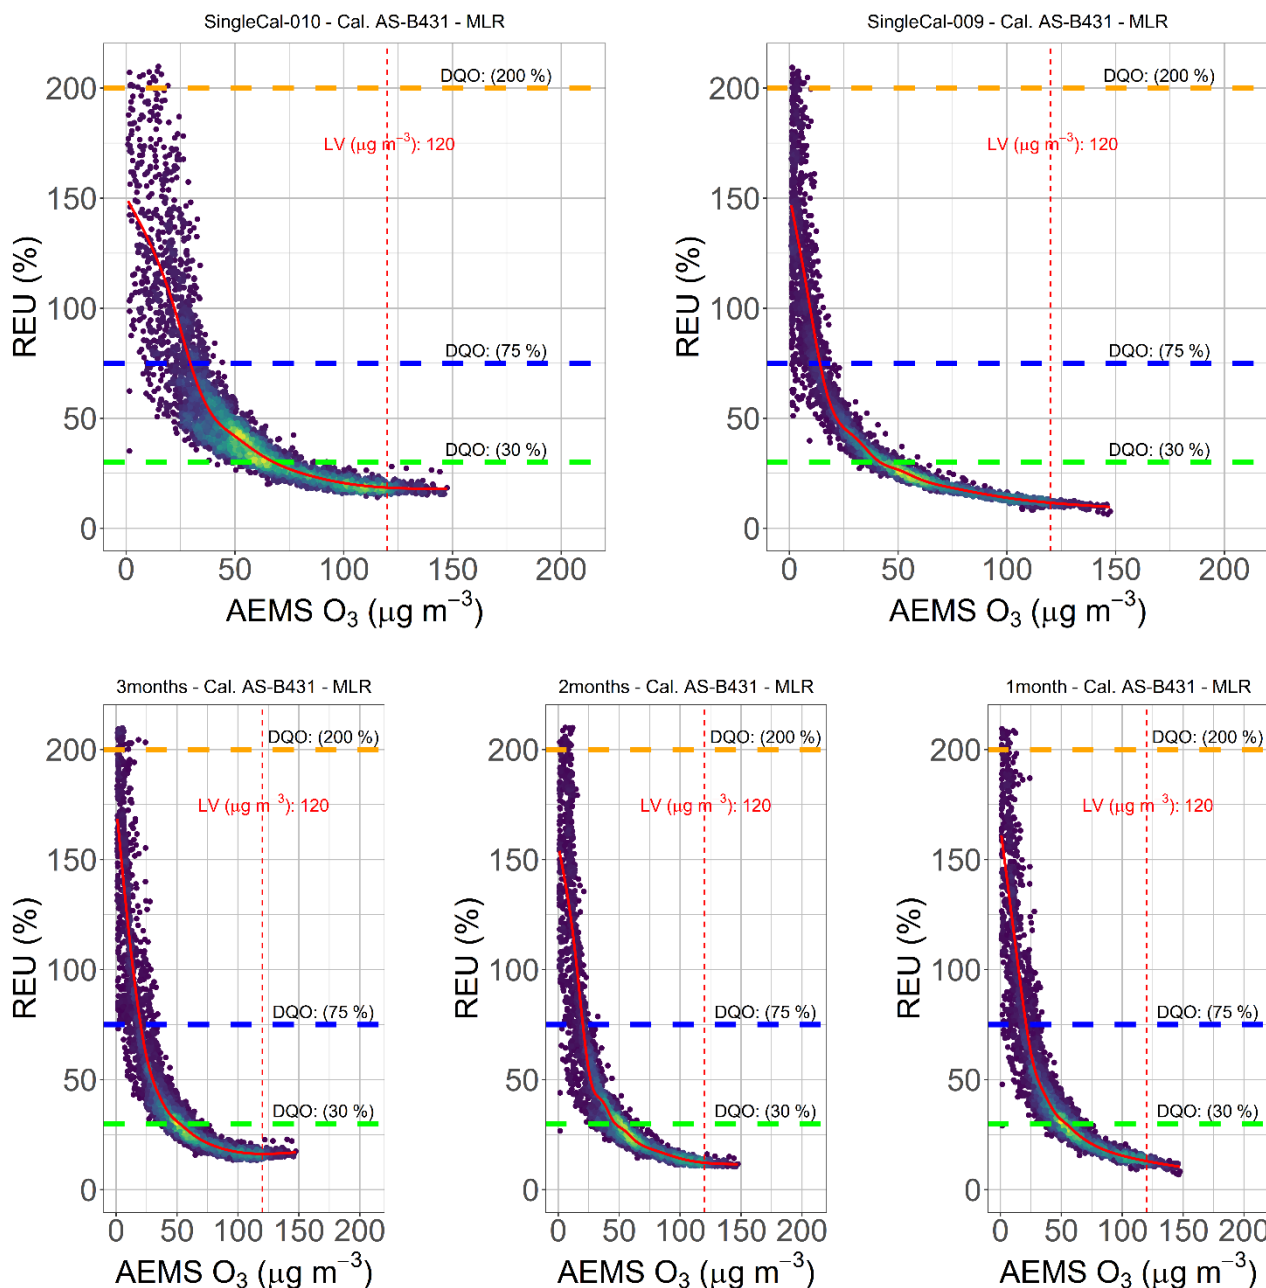 SingleCal-010 - Cal. AS-B431 - MLR
DQO: (200 %)
LV (μg m⁻³): 120
DQO: (75 %)
DQO: (30 %)
200
150
100
50
0
REU (%)
0 50 100 150 200
AEMS O₃ (μg m⁻³)
SingleCal-009 - Cal. AS-B431 - MLR
DQO: (200 %)
LV (μg m⁻³): 120
DQO: (75 %)
DQO: (30 %)
200
150
100
50
0
REU (%)
0 50 100 150 200
AEMS O₃ (μg m⁻³)
3months - Cal. AS-B431 - MLR
DQO: (200 %)
LV (μg m⁻³): 120
DQO: (75 %)
DQO: (30 %)
200
150
100
50
0
REU (%)
0 50 100 150 200
AEMS O₃ (μg m⁻³)
2months - Cal. AS-B431 - MLR
DQO: (200 %)
LV (μg m⁻³): 120
DQO: (75 %)
DQO: (30 %)
200
150
100
50
0
REU (%)
0 50 100 150 200
AEMS O₃ (μg m⁻³)
1month - Cal. AS-B431 - MLR
DQO: (200 %)
LV (μg m⁻³): 120
DQO: (75 %)
DQO: (30 %)
200
150
100
50
0
REU (%)
0 50 100 150 200
AEMS O₃ (μg m⁻³)